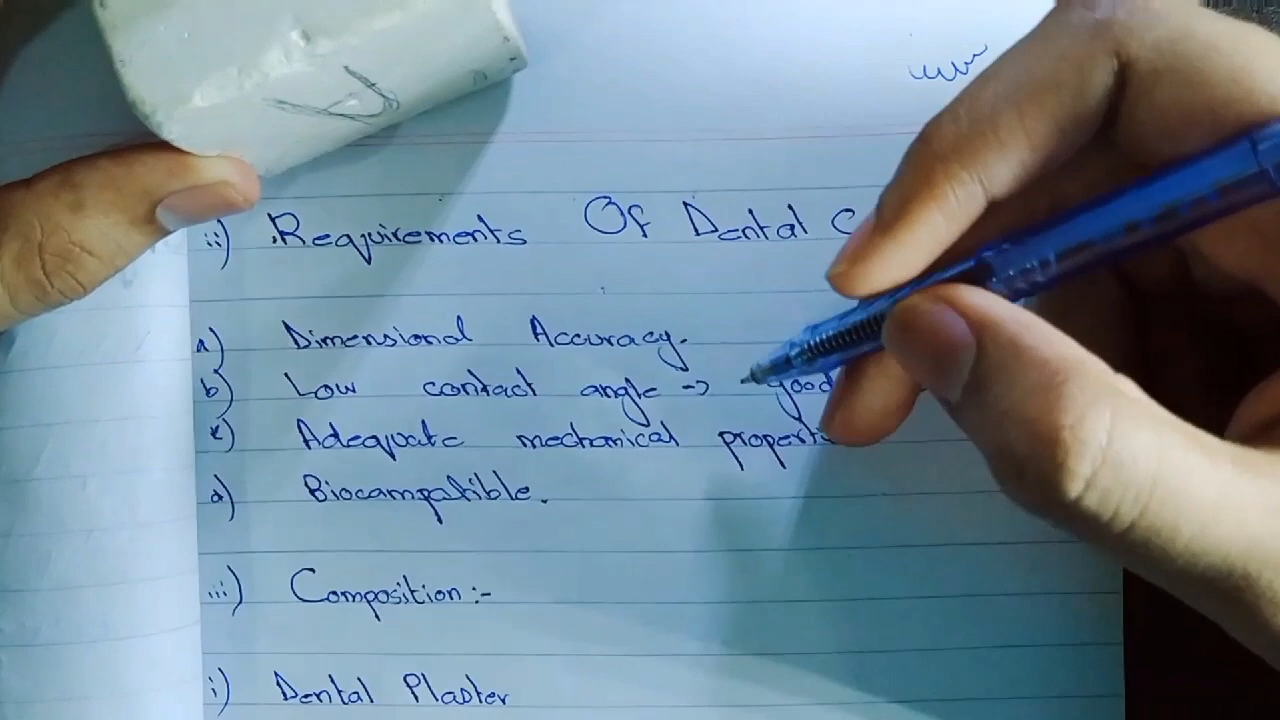 ii) Requirements Of Dental C
a) Dimensional Accuracy.
b) Low contact angle → good
c) Adequate mechanical propert
d) Biocompatible.
iii) Composition:-
i) Dental Plaster